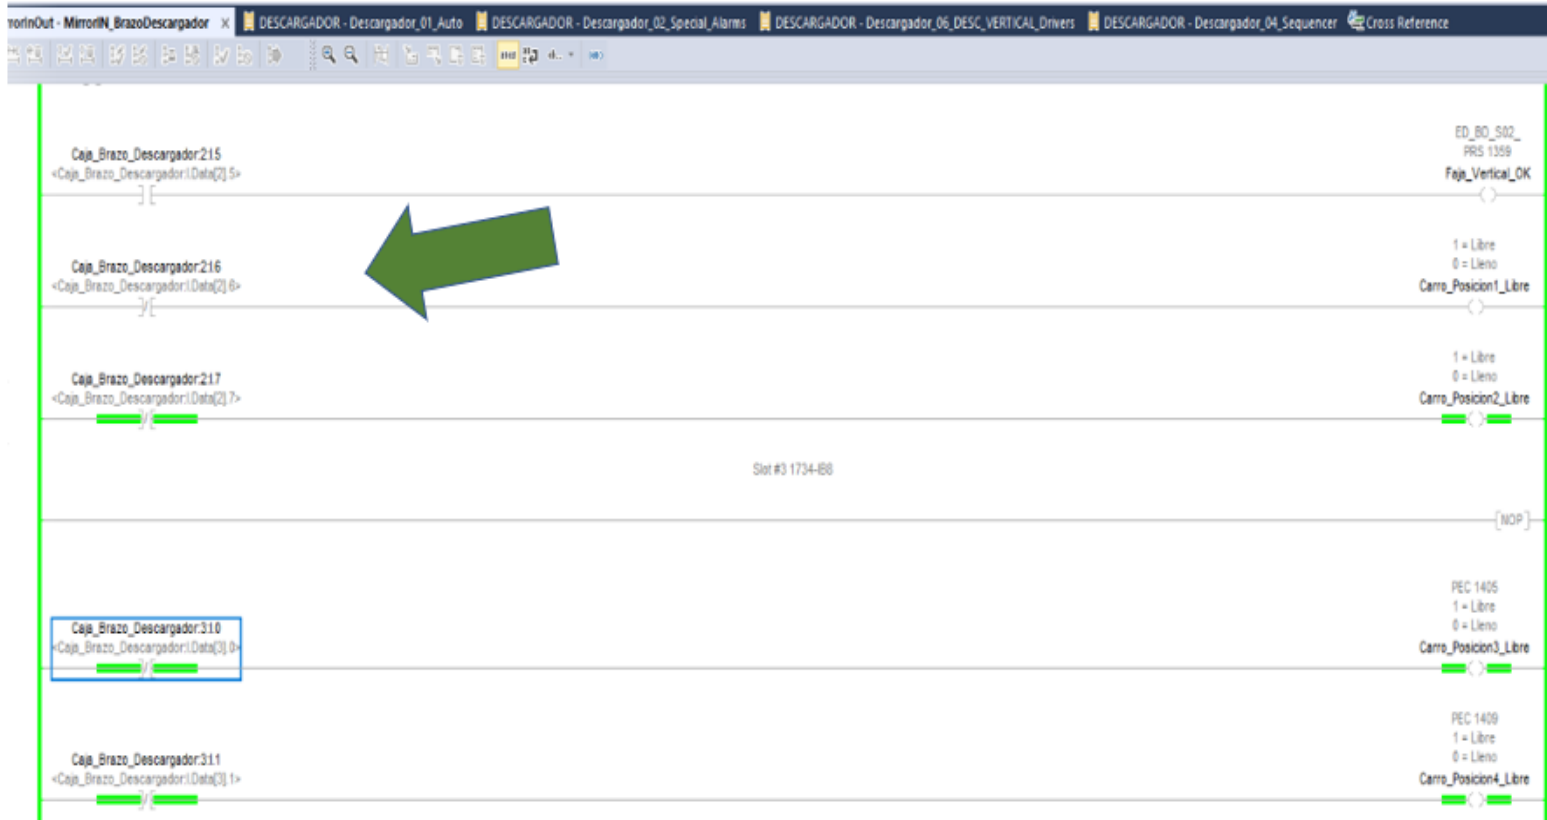 rrorInOut - MirrorIN_BrazoDescargador × DESCARGADOR - Descargador_01_Auto DESCARGADOR - Descargador_02_Special_Alarms DESCARGADOR - Descargador_06_DESC_VERTICAL_Drivers DESCARGADOR - Descargador_04_Sequencer Cross Reference
ED_BD_S02_
PRS 1359
Caja_Brazo_Descargador:2:I.5
<Caja_Brazo_Descargador:I.Data[2].5>
Faja_Vertical_OK
1 = Libre
0 = Lleno
Caja_Brazo_Descargador:2:I.6
<Caja_Brazo_Descargador:I.Data[2].6>
Carro_Posicion1_Libre
1 = Libre
0 = Lleno
Caja_Brazo_Descargador:2:I.7
<Caja_Brazo_Descargador:I.Data[2].7>
Carro_Posicion2_Libre
Slot #3 1734-IB8
NOP
PEC 1405
1 = Libre
0 = Lleno
Caja_Brazo_Descargador:3:I.0
<Caja_Brazo_Descargador:I.Data[3].0>
Carro_Posicion3_Libre
PEC 1409
1 = Libre
0 = Lleno
Caja_Brazo_Descargador:3:I.1
<Caja_Brazo_Descargador:I.Data[3].1>
Carro_Posicion4_Libre